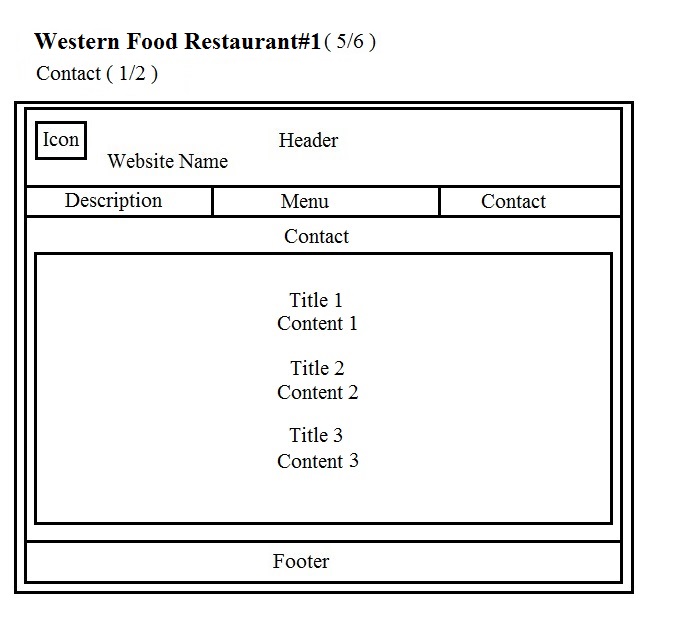 Western Food Restaurant#1 ( 5/6 )
Contact ( 1/2 )
Icon
Header
Website Name
Description Menu Contact
Contact
Title 1
Content 1
Title 2
Content 2
Title 3
Content 3
Footer